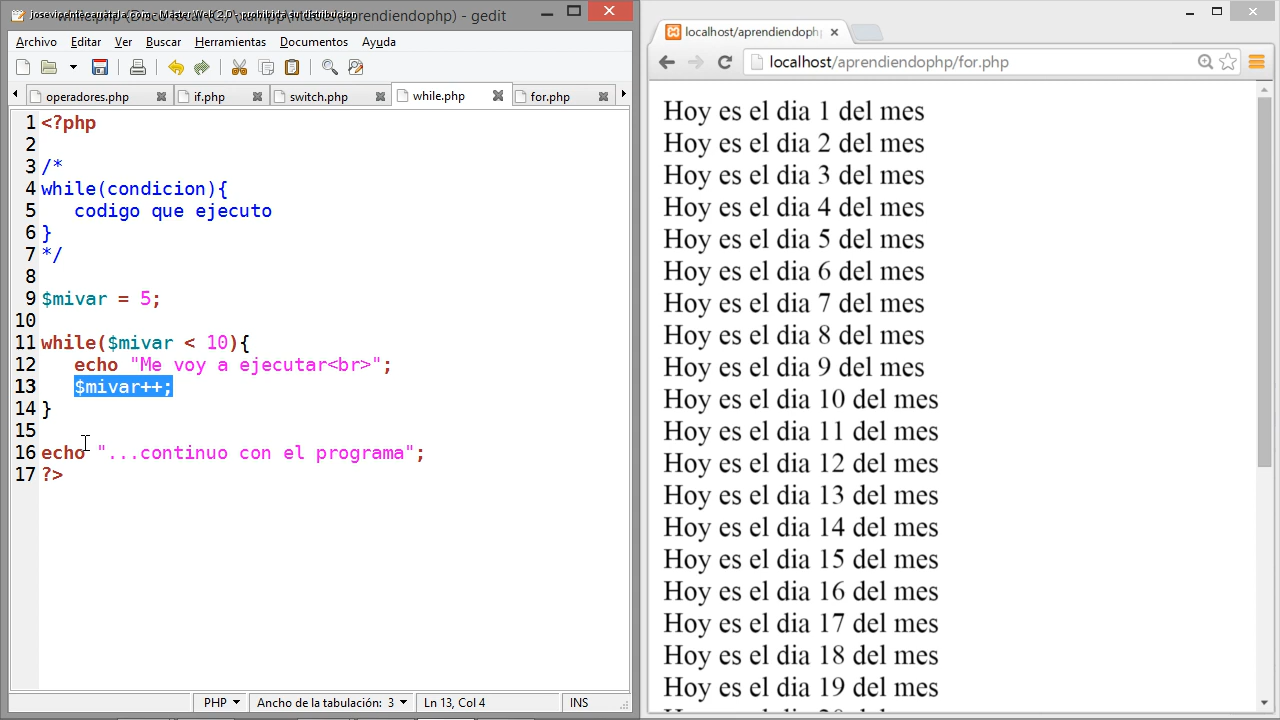 aprendiendophp) - gedit
Archivo Editar Ver Buscar Herramientas Documentos Ayuda
operadores.php if.php switch.php while.php for.php
1 <?php
2
3 /*
4 while(condicion){
5 codigo que ejecuto
6 }
7 */
8
9 $mivar = 5;
10
11 while($mivar < 10){
12 echo "Me voy a ejecutar<br>";
13 $mivar++;
14 }
15
16 echo "...continuo con el programa";
17 ?>
PHP Ancho de la tabulación: 3 Ln 13, Col 4 INS
localhost/aprendiendoph
localhost/aprendiendophp/for.php
Hoy es el dia 1 del mes
Hoy es el dia 2 del mes
Hoy es el dia 3 del mes
Hoy es el dia 4 del mes
Hoy es el dia 5 del mes
Hoy es el dia 6 del mes
Hoy es el dia 7 del mes
Hoy es el dia 8 del mes
Hoy es el dia 9 del mes
Hoy es el dia 10 del mes
Hoy es el dia 11 del mes
Hoy es el dia 12 del mes
Hoy es el dia 13 del mes
Hoy es el dia 14 del mes
Hoy es el dia 15 del mes
Hoy es el dia 16 del mes
Hoy es el dia 17 del mes
Hoy es el dia 18 del mes
Hoy es el dia 19 del mes